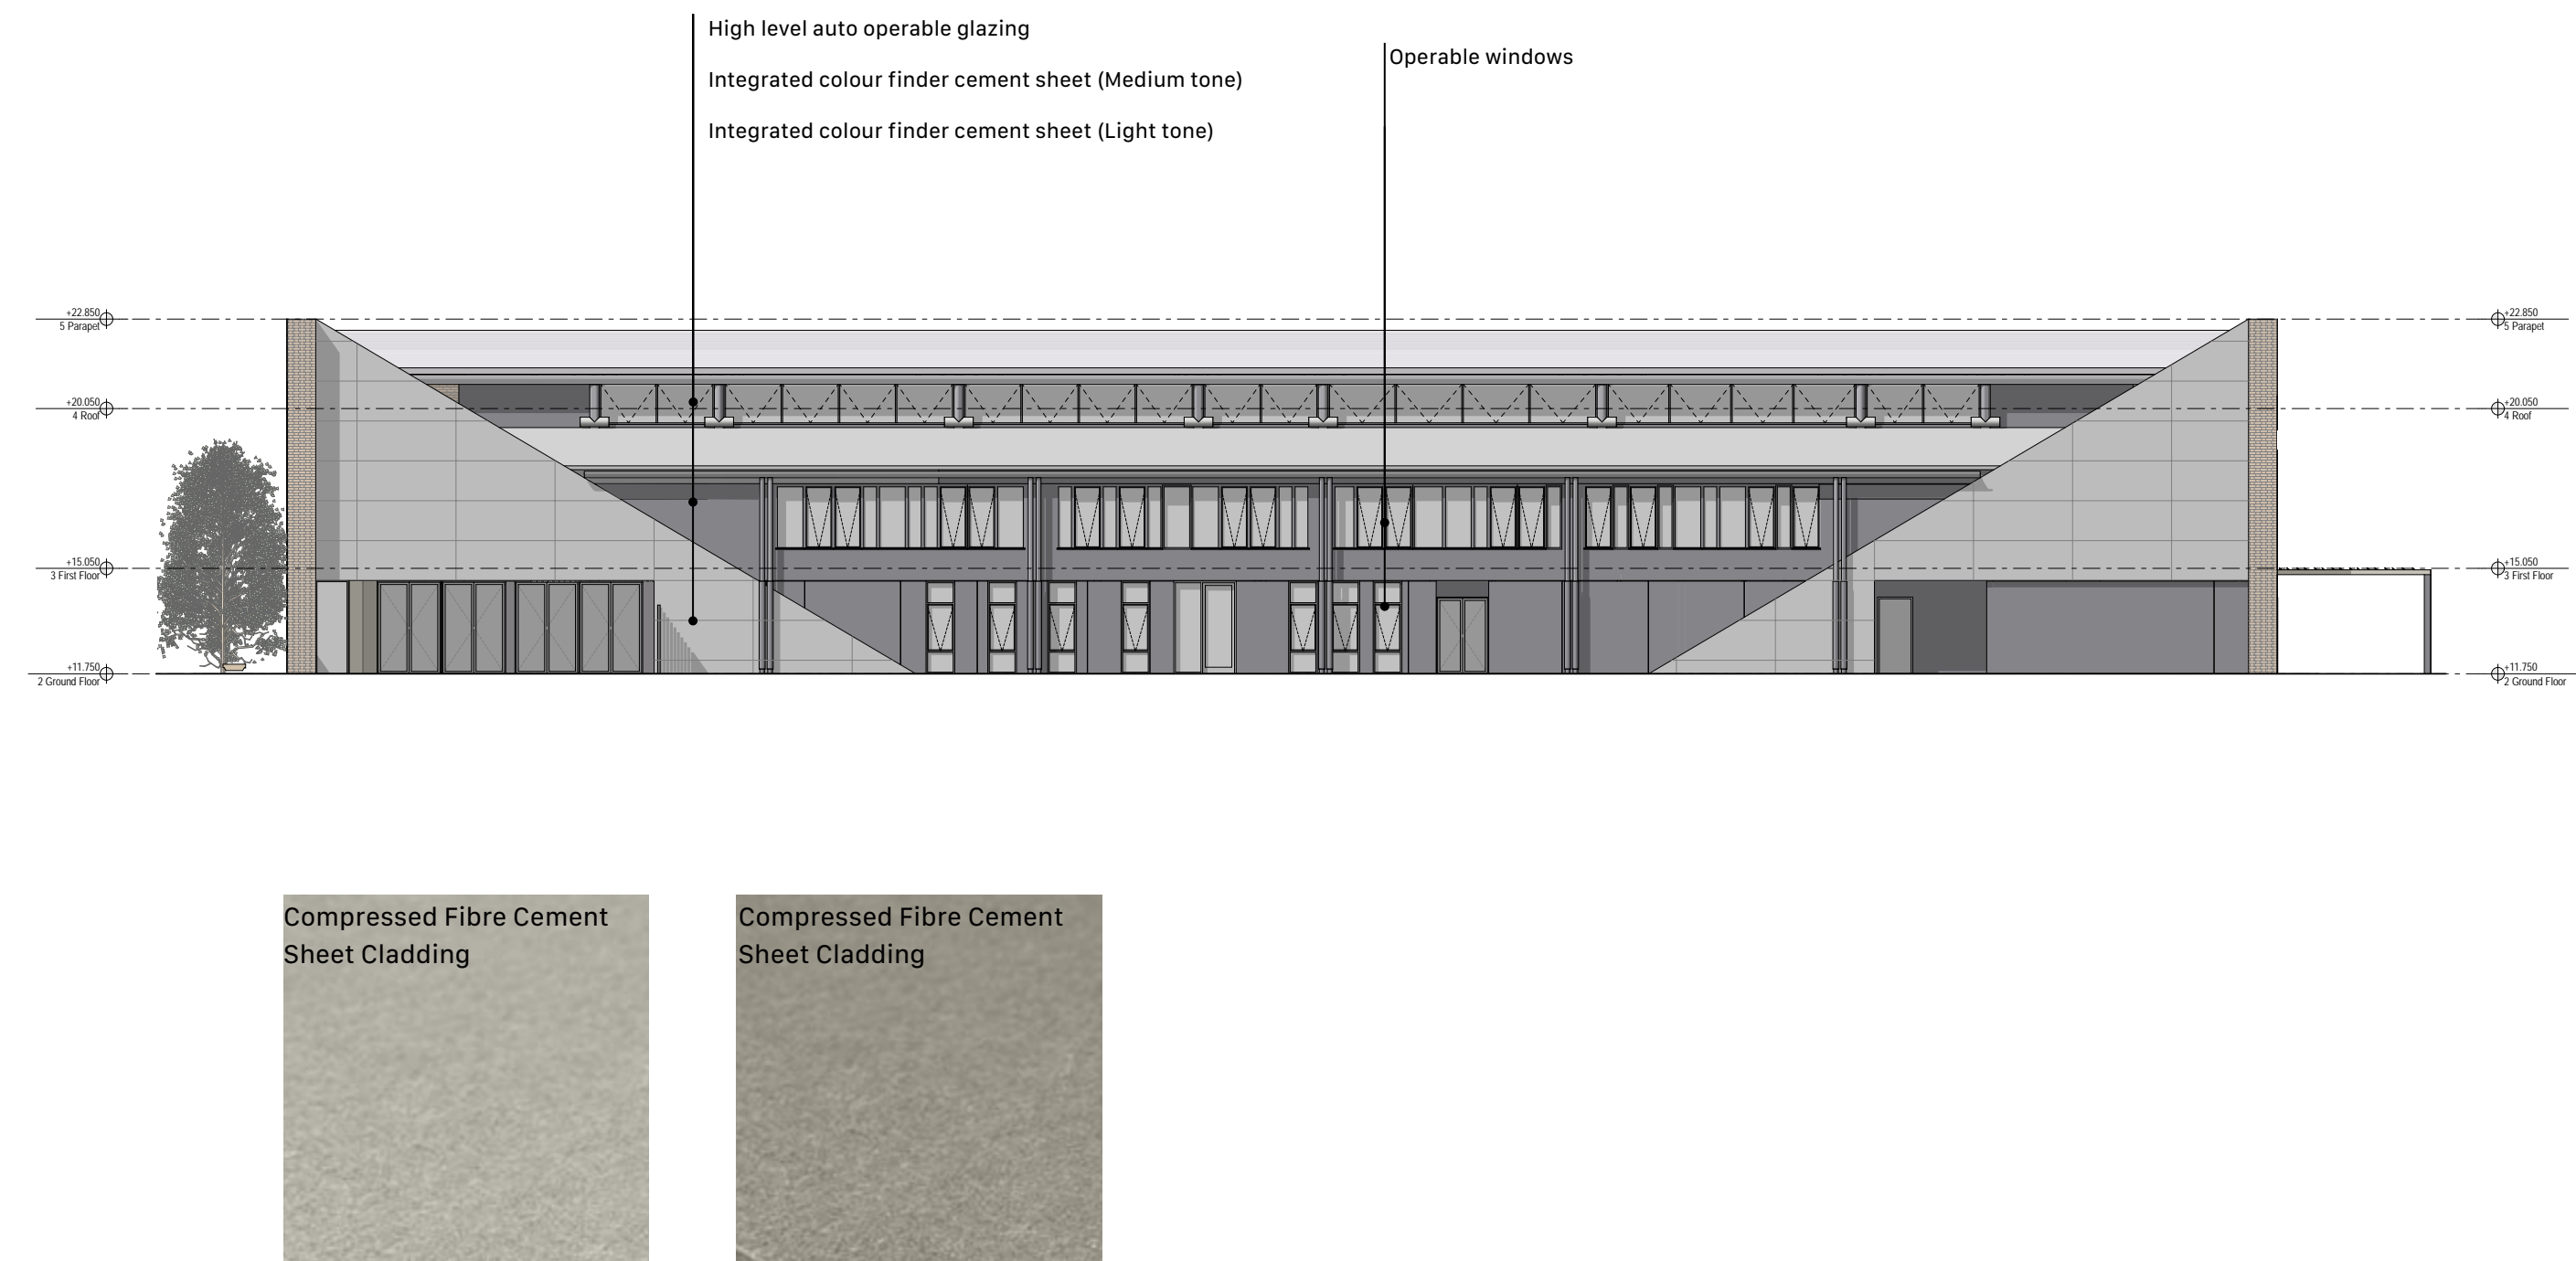 High level auto operable glazing
Integrated colour finder cement sheet (Medium tone)
Integrated colour finder cement sheet (Light tone)
Operable windows
+22.850
5 Parapet
+20.050
4 Roof
+15.050
3 First Floor
+11.750
2 Ground Floor
+22.850
5 Parapet
+20.050
4 Roof
+15.050
3 First Floor
+11.750
2 Ground Floor
Compressed Fibre Cement
Sheet Cladding
Compressed Fibre Cement
Sheet Cladding